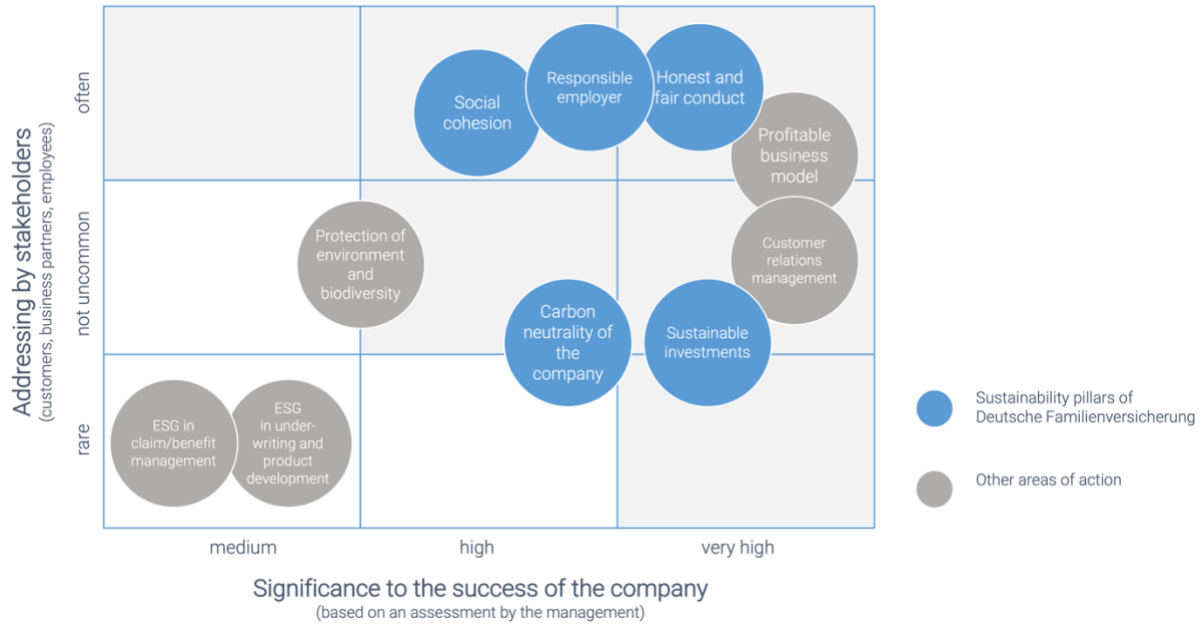 Addressing by stakeholders
(customers, business partners, employees)
often
not uncommon
rare
Social
cohesion
Responsible
employer
Honest and
fair conduct
Profitable
business
model
Protection of
environment
and
biodiversity
Customer
relations
management
Carbon
neutrality of
the
company
Sustainable
investments
ESG in
claim/benefit
management
ESG
in under-
writing and
product
development
medium
high
very high
Significance to the success of the company
(based on an assessment by the management)
Sustainability pillars of
Deutsche Familienversicherung
Other areas of action